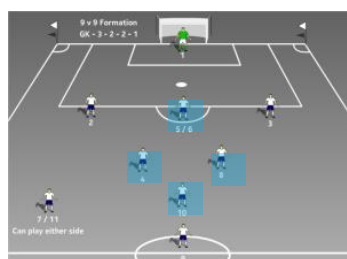 9 v 9 Formation
GK - 3 - 2 - 2 - 1
1
2
5 / 6
3
4
8
10
7 / 11
Can play either side
9